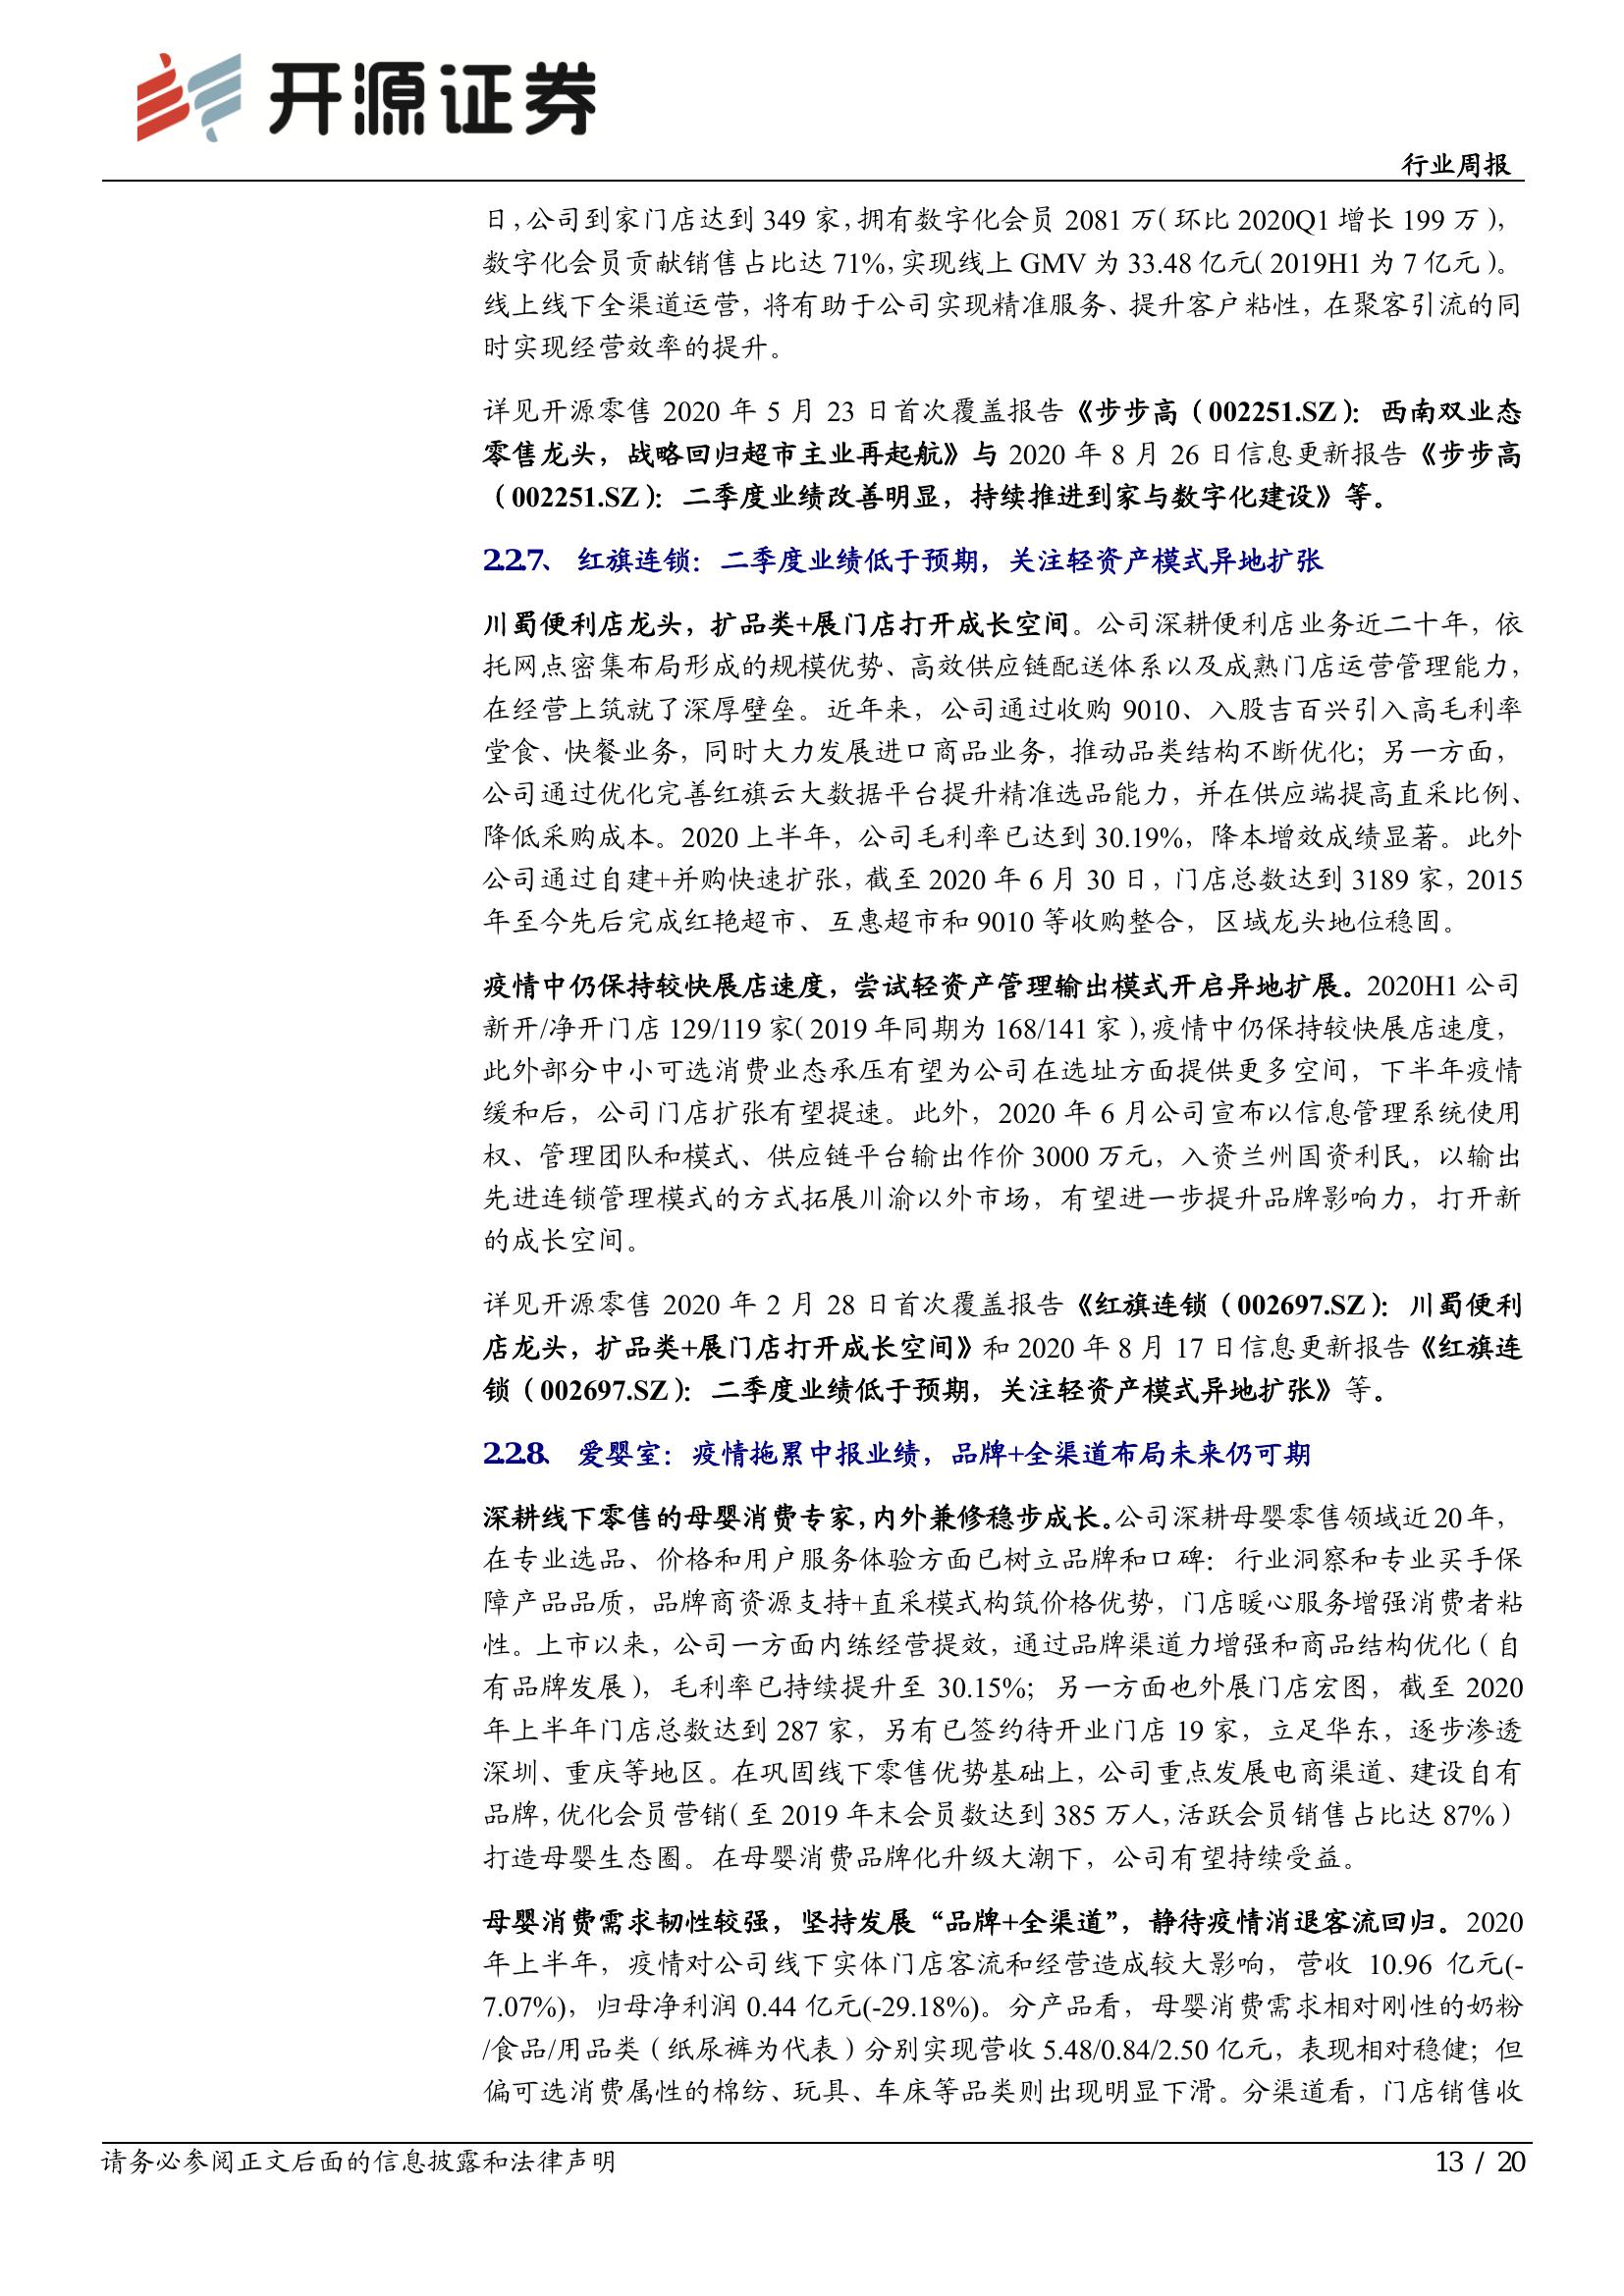 开源证券
行业周报
日，公司到家门店达到 349 家，拥有数字化会员 2081 万（环比 2020Q1 增长 199 万），
数字化会员贡献销售占比达 71%，实现线上 GMV 为 33.48 亿元（2019H1 为 7 亿元）。
线上线下全渠道运营，将有助于公司实现精准服务、提升客户粘性，在聚客引流的同
时实现经营效率的提升。
详见开源零售 2020 年 5 月 23 日首次覆盖报告《步步高（002251.SZ）：西南双业态
零售龙头，战略回归超市主业再起航》与 2020 年 8 月 26 日信息更新报告《步步高
（002251.SZ）：二季度业绩改善明显，持续推进到家与数字化建设》等。
2.2.7、 红旗连锁：二季度业绩低于预期，关注轻资产模式异地扩张
川蜀便利店龙头，扩品类+展门店打开成长空间。公司深耕便利店业务近二十年，依
托网点密集布局形成的规模优势、高效供应链配送体系以及成熟门店运营管理能力，
在经营上筑就了深厚壁垒。近年来，公司通过收购 9010、入股吉百兴引入高毛利率
堂食、快餐业务，同时大力发展进口商品业务，推动品类结构不断优化；另一方面，
公司通过优化完善红旗云大数据平台提升精准选品能力，并在供应端提高直采比例、
降低采购成本。2020 上半年，公司毛利率已达到 30.19%，降本增效成绩显著。此外
公司通过自建+并购快速扩张，截至 2020 年 6 月 30 日，门店总数达到 3189 家，2015
年至今先后完成红艳超市、互惠超市和 9010 等收购整合，区域龙头地位稳固。
疫情中仍保持较快展店速度，尝试轻资产管理输出模式开启异地扩展。2020H1 公司
新开/净开门店 129/119 家（2019 年同期为 168/141 家），疫情中仍保持较快展店速度，
此外部分中小可选消费业态承压有望为公司在选址方面提供更多空间，下半年疫情
缓和后，公司门店扩张有望提速。此外，2020 年 6 月公司宣布以信息管理系统使用
权、管理团队和模式、供应链平台输出作价 3000 万元，入资兰州国资利民，以输出
先进连锁管理模式的方式拓展川渝以外市场，有望进一步提升品牌影响力，打开新
的成长空间。
详见开源零售 2020 年 2 月 28 日首次覆盖报告《红旗连锁（002697.SZ）：川蜀便利
店龙头，扩品类+展门店打开成长空间》和 2020 年 8 月 17 日信息更新报告《红旗连
锁（002697.SZ）：二季度业绩低于预期，关注轻资产模式异地扩张》等。
2.2.8、 爱婴室：疫情拖累中报业绩，品牌+全渠道布局未来仍可期
深耕线下零售的母婴消费专家，内外兼修稳步成长。公司深耕母婴零售领域近 20 年，
在专业选品、价格和用户服务体验方面已树立品牌和口碑：行业洞察和专业买手保
障产品品质，品牌商资源支持+直采模式构筑价格优势，门店暖心服务增强消费者粘
性。上市以来，公司一方面内练经营提效，通过品牌渠道力增强和商品结构优化（自
有品牌发展），毛利率已持续提升至 30.15%；另一方面也外展门店宏图，截至 2020
年上半年门店总数达到 287 家，另有已签约待开业门店 19 家，立足华东，逐步渗透
深圳、重庆等地区。在巩固线下零售优势基础上，公司重点发展电商渠道、建设自有
品牌，优化会员营销（至 2019 年末会员数达到 385 万人，活跃会员销售占比达 87%）
打造母婴生态圈。在母婴消费品牌化升级大潮下，公司有望持续受益。
母婴消费需求韧性较强，坚持发展“品牌+全渠道”，静待疫情消退客流回归。2020
年上半年，疫情对公司线下实体门店客流和经营造成较大影响，营收 10.96 亿元(-
7.07%)，归母净利润 0.44 亿元(-29.18%)。分产品看，母婴消费需求相对刚性的奶粉
/食品/用品类（纸尿裤为代表）分别实现营收 5.48/0.84/2.50 亿元，表现相对稳健；但
偏可选消费属性的棉纺、玩具、车床等品类则出现明显下滑。分渠道看，门店销售收
请务必参阅正文后面的信息披露和法律声明
13 / 20